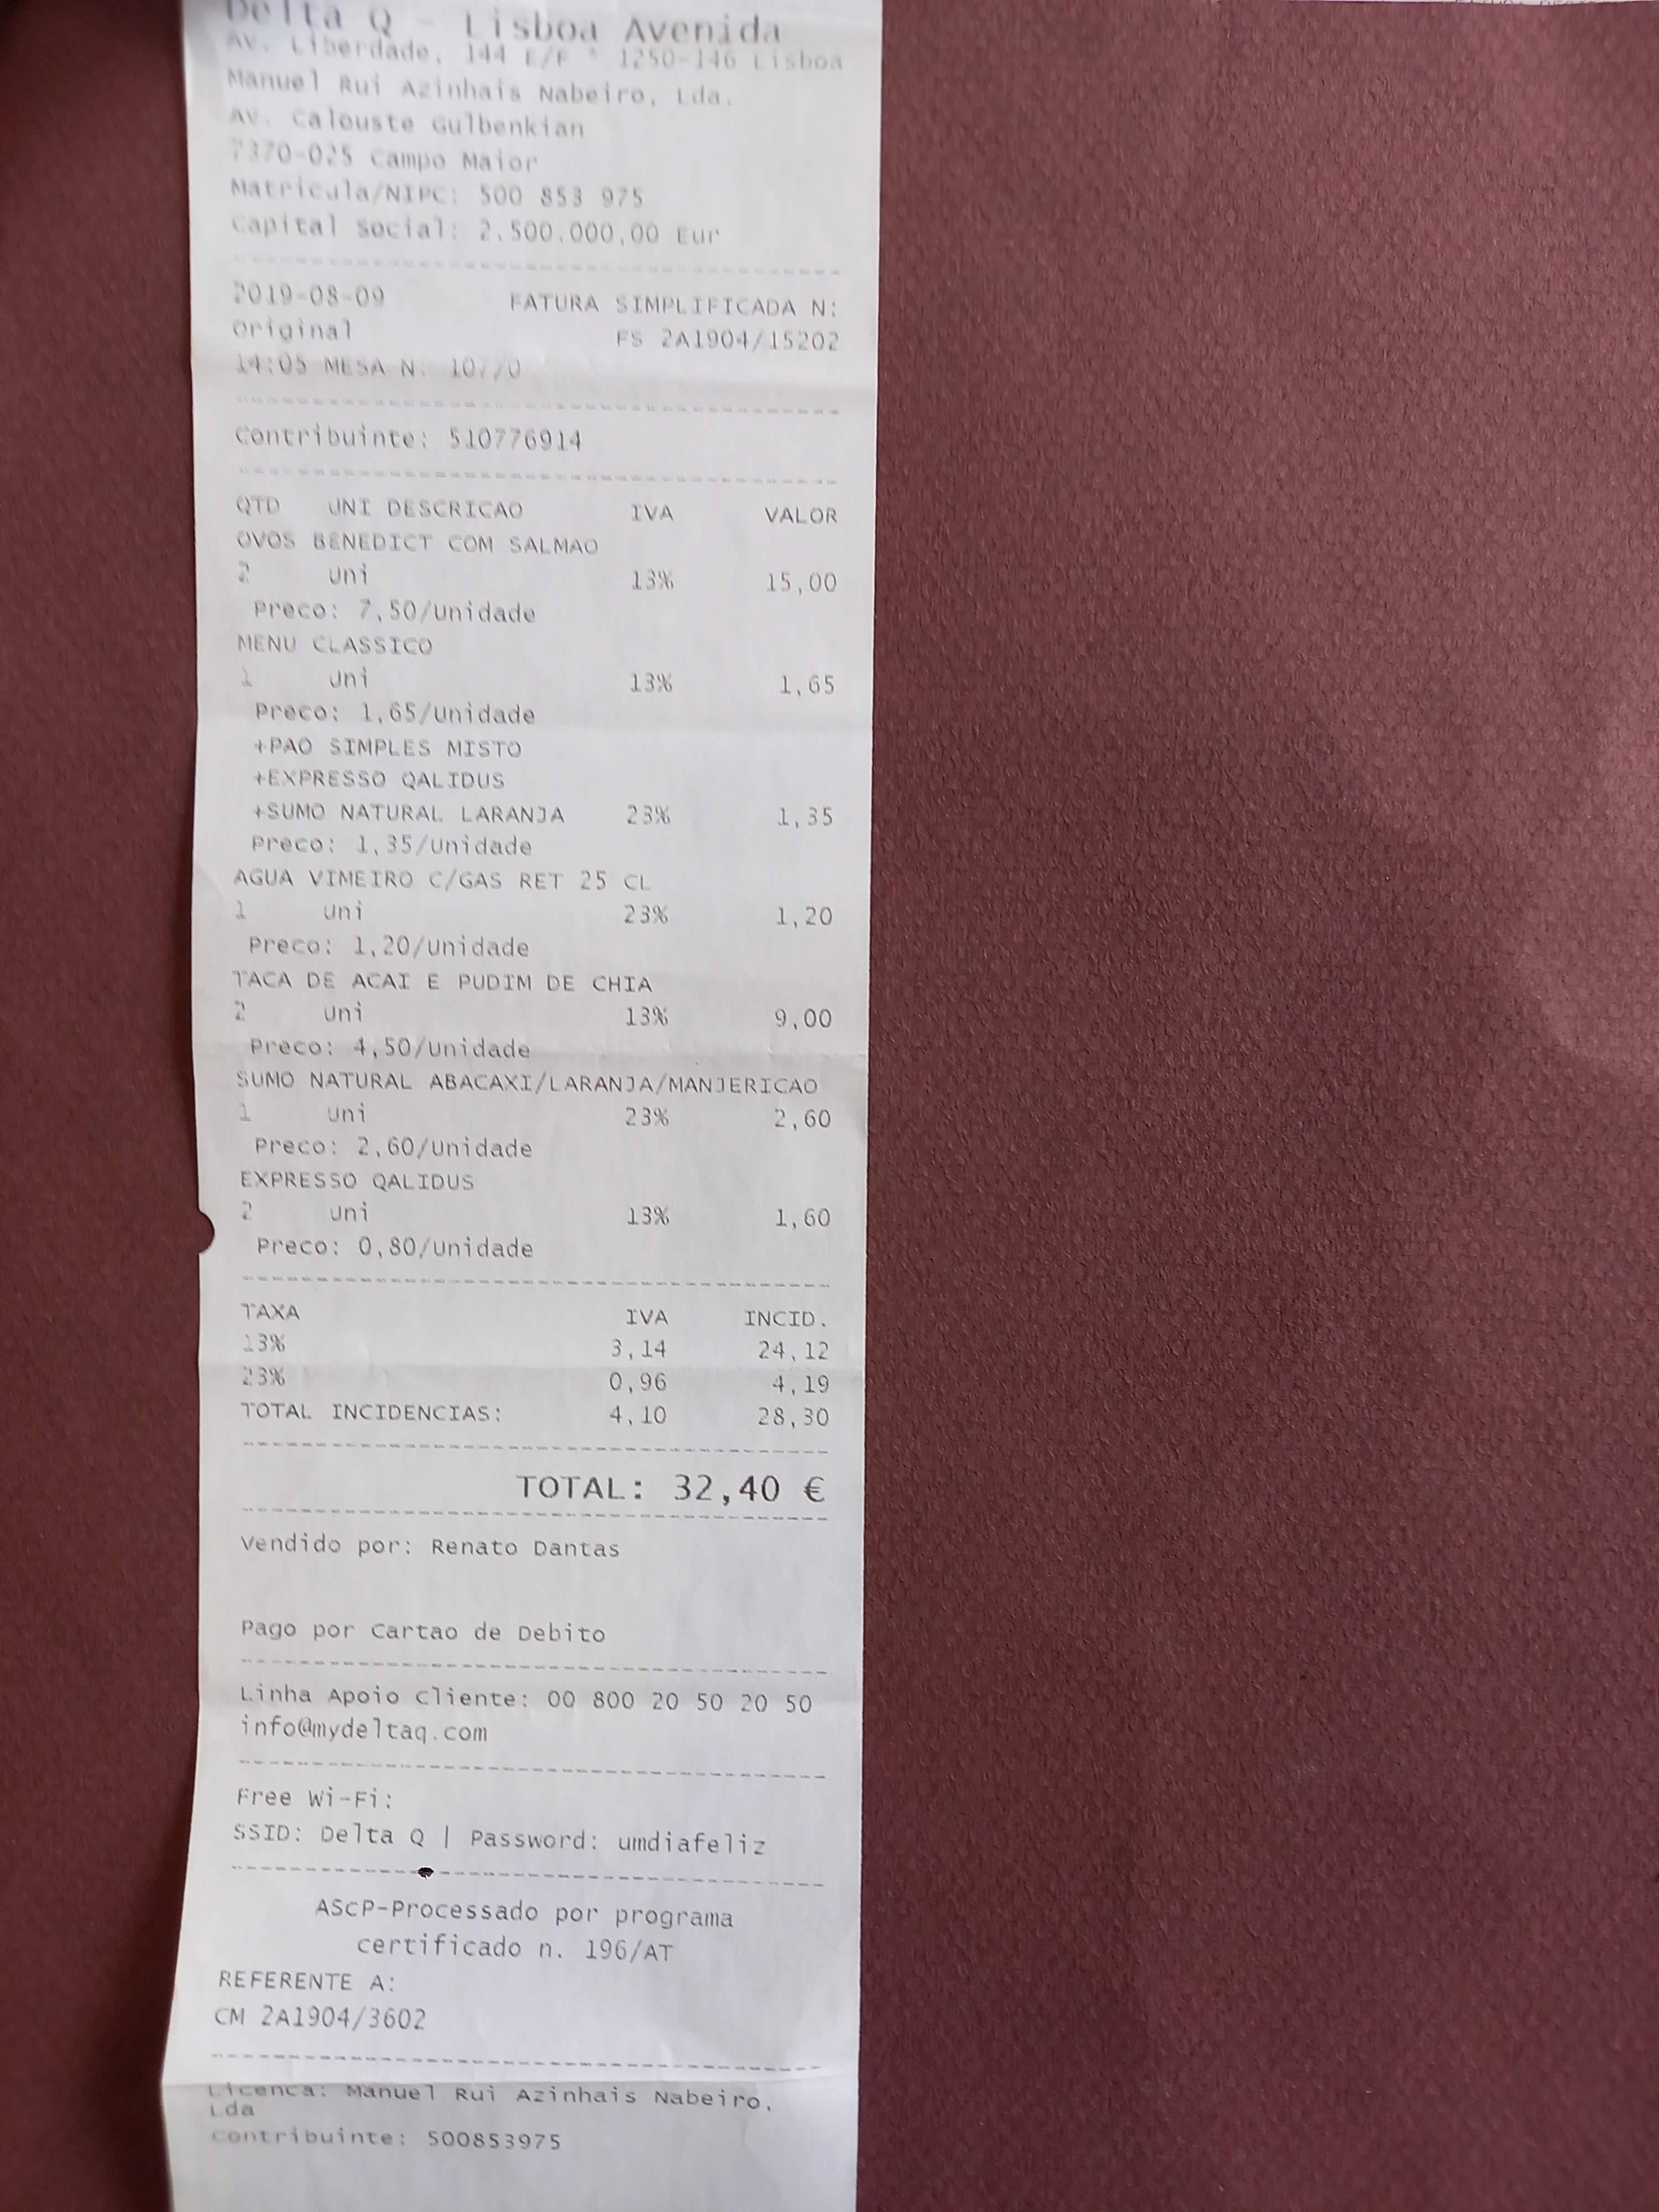 Delta Q - Lisboa Avenida
Av. Liberdade, 144 E/F * 1250-146 Lisboa
Manuel Rui Azinhais Nabeiro, Lda.
Av. Calouste Gulbenkian
7370-025 Campo Maior
Matricula/NIPC: 500 853 975
Capital Social: 2.500.000,00 Eur
2019-08-09 FATURA SIMPLIFICADA N:
Original FS 2A1904/15202
14:05 MESA N:
Contribuinte: 510776914
QTD UNI DESCRICAO IVA VALOR
OVOS BENEDICT COM SALMAO
2 Uni 13% 15,00
Preco: 7,50/Unidade
MENU CLASSICO
1 Uni 13% 1,65
Preco: 1,65/Unidade
+PAO SIMPLES MISTO
+EXPRESSO QALIDUS
+SUMO NATURAL LARANJA 23% 1,35
Preco: 1,35/Unidade
AGUA VIMEIRO C/GAS RET 25 CL
1 Uni 23% 1,20
Preco: 1,20/Unidade
TACA DE ACAI E PUDIM DE CHIA
2 Uni 13% 9,00
Preco: 4,50/Unidade
SUMO NATURAL ABACAXI/LARANJA/MANJERICAO
1 Uni 23% 2,60
Preco: 2,60/Unidade
EXPRESSO QALIDUS
2 Uni 13% 1,60
Preco: 0,80/Unidade
TAXA IVA INCID.
13% 3,14 24,12
23% 0,96 4,19
TOTAL INCIDENCIAS: 4,10 28,30
TOTAL: 32,40 €
Vendido por: Renato Dantas
Pago por Cartao de Debito
Linha Apoio Cliente: 00 800 20 50 20 50
info@mydeltaq.com
Free Wi-Fi:
SSID: Delta Q | Password: umdiafeliz
AScP-Processado por programa
certificado n. 196/AT
REFERENTE A:
CM 2A1904/3602
Licenca: Manuel Rui Azinhais Nabeiro,
Lda
Contribuinte: 500853975